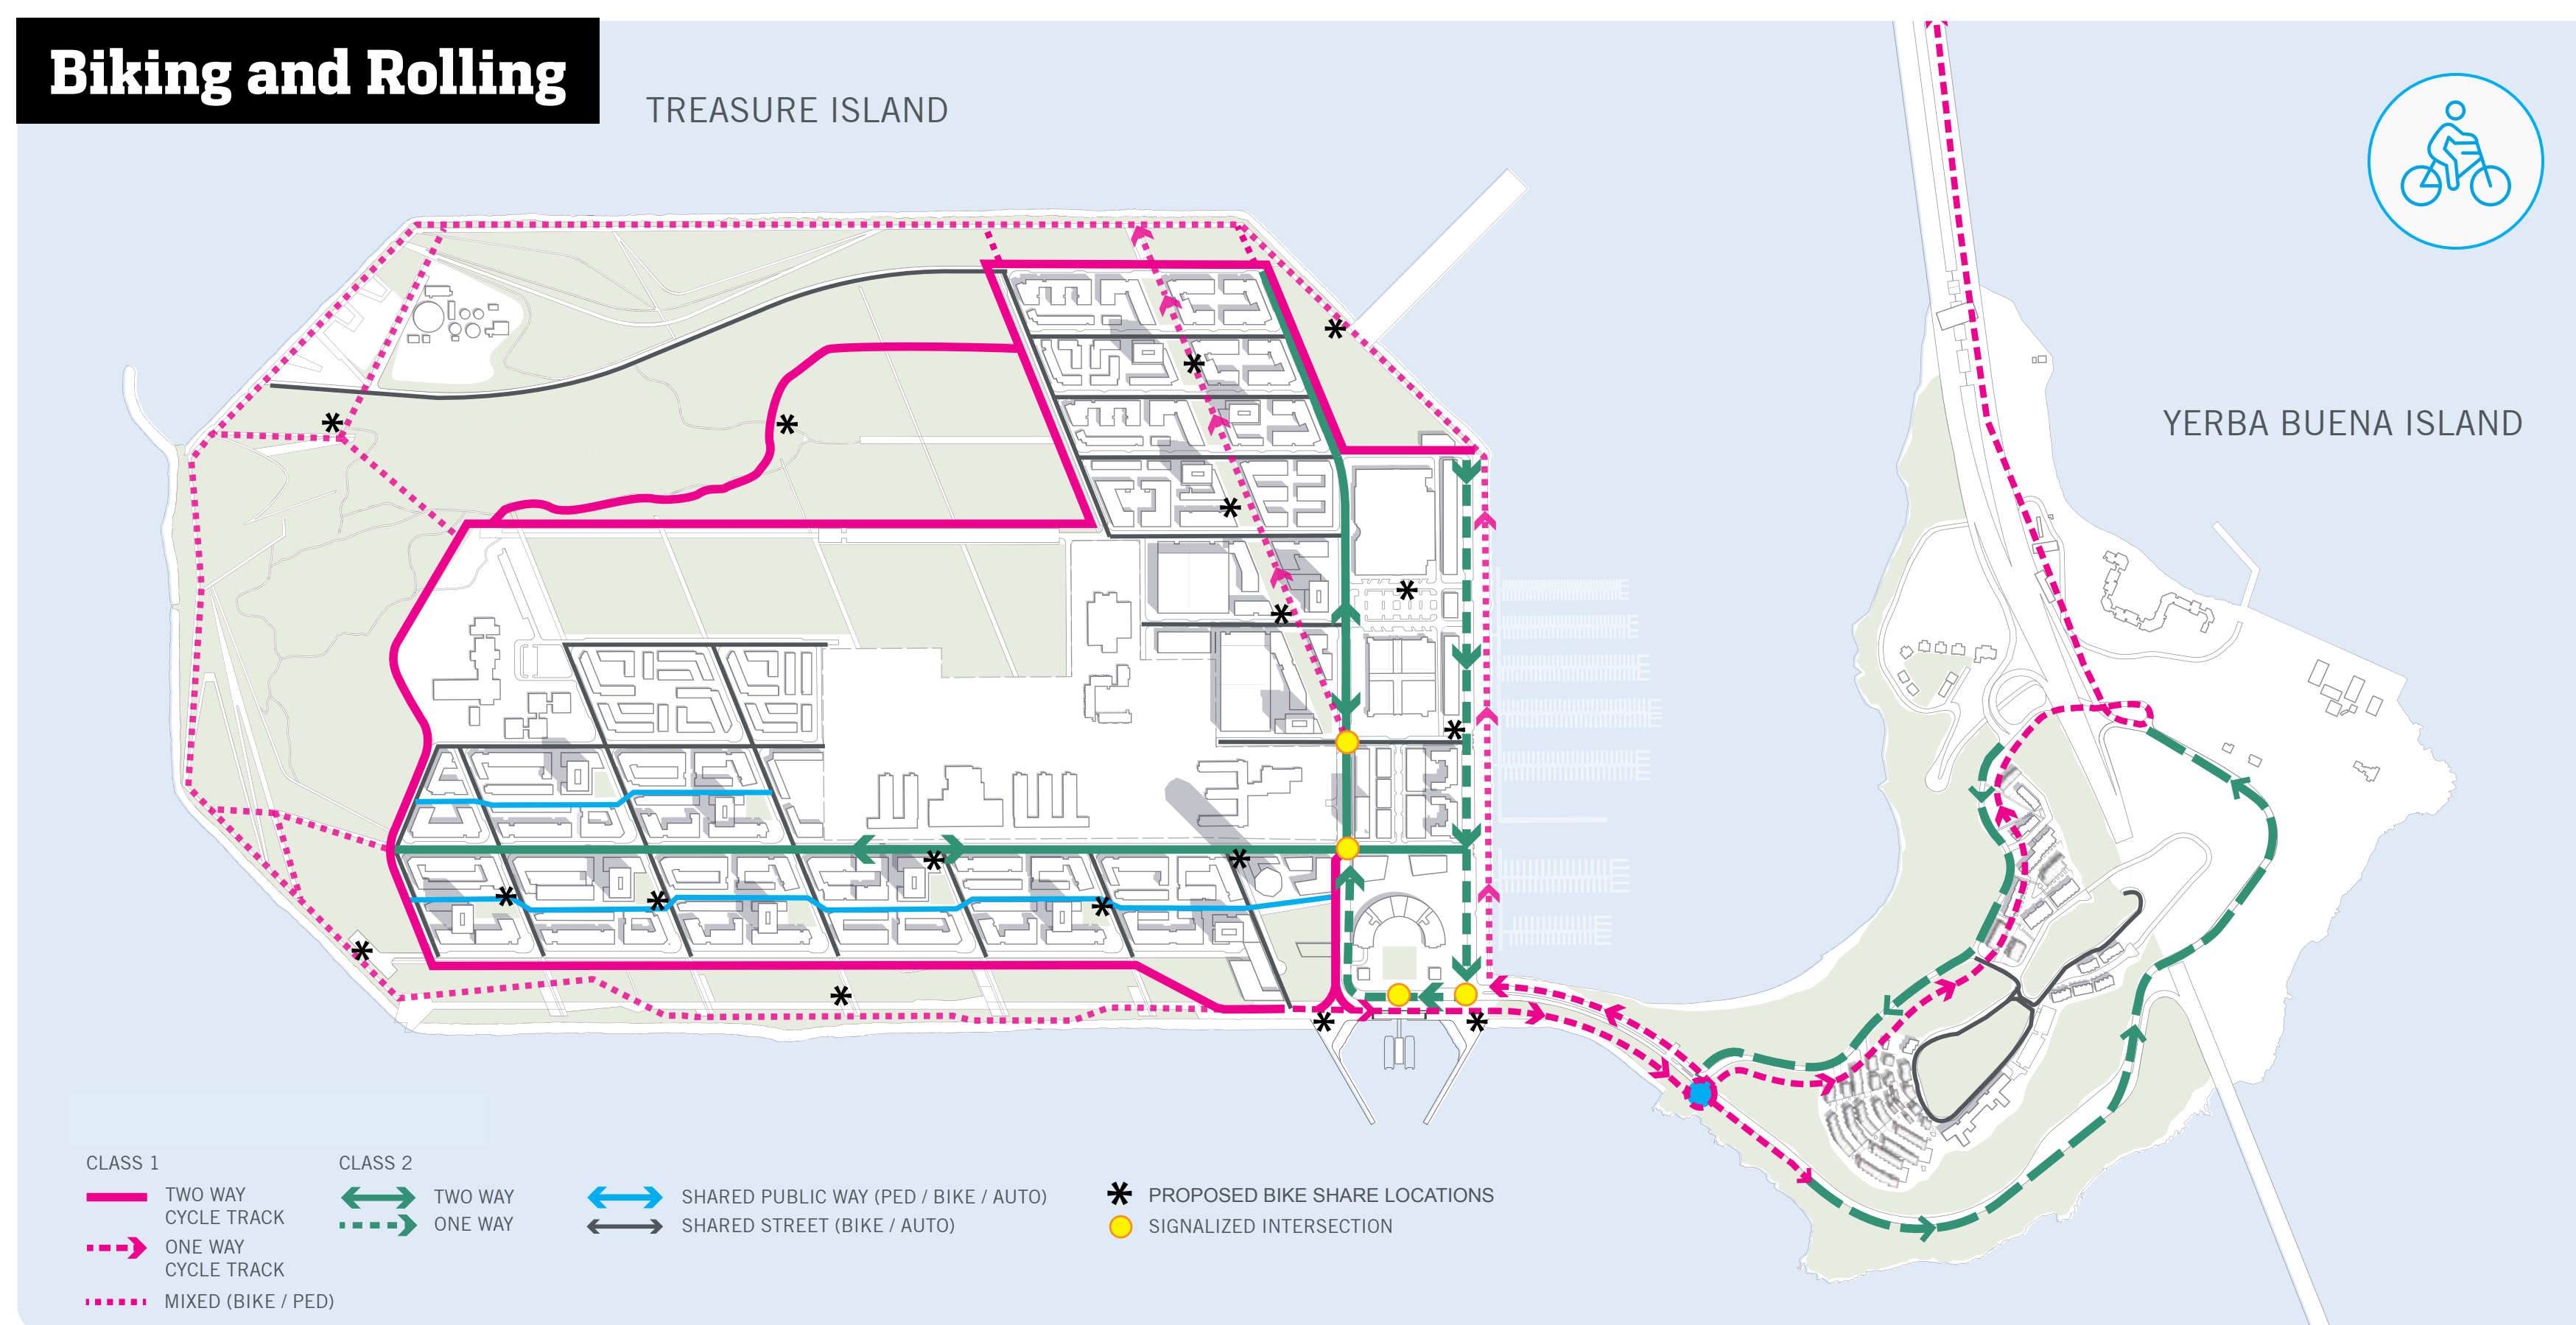 Biking and Rolling
TREASURE ISLAND
YERBA BUENA ISLAND
CLASS 1
TWO WAY
CYCLE TRACK
ONE WAY
CYCLE TRACK
MIXED (BIKE / PED)
CLASS 2
TWO WAY
ONE WAY
SHARED PUBLIC WAY (PED / BIKE / AUTO)
SHARED STREET (BIKE / AUTO)
PROPOSED BIKE SHARE LOCATIONS
SIGNALIZED INTERSECTION